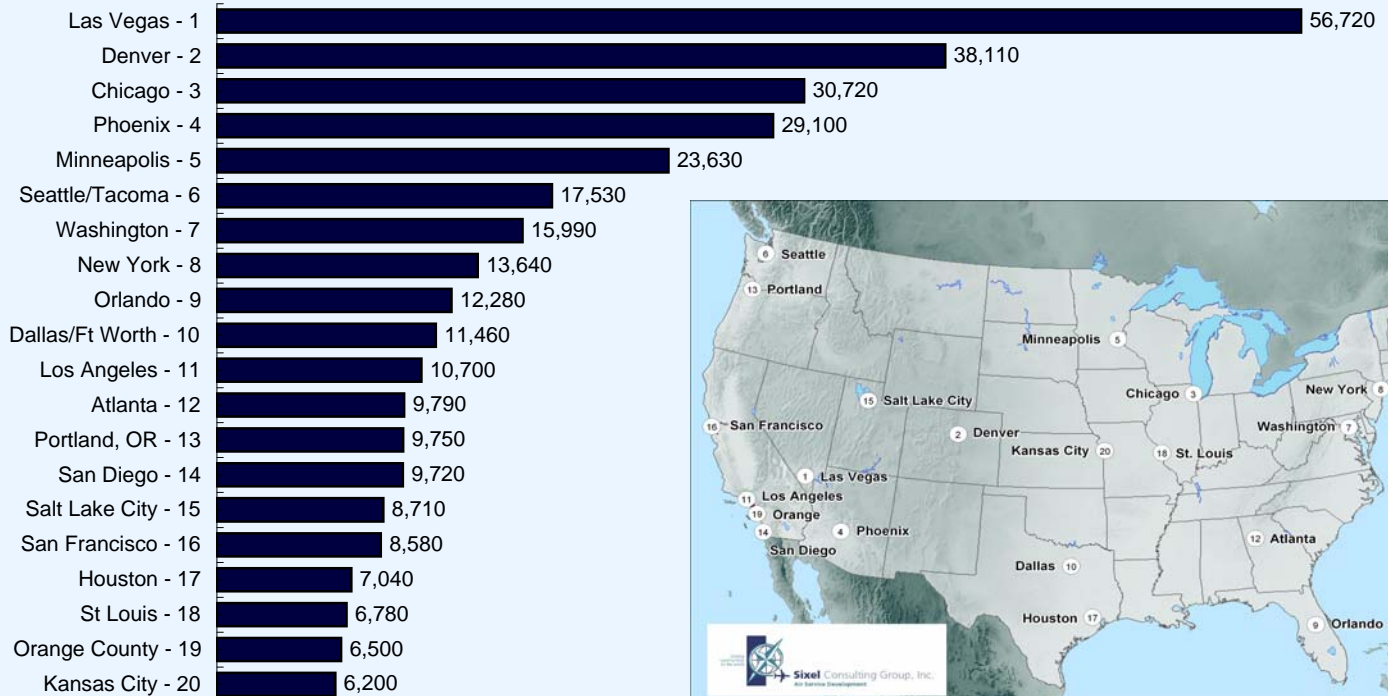 Las Vegas - 1 56,720
Denver - 2 38,110
Chicago - 3 30,720
Phoenix - 4 29,100
Minneapolis - 5 23,630
Seattle/Tacoma - 6 17,530
Washington - 7 15,990
New York - 8 13,640
Orlando - 9 12,280
Dallas/Ft Worth - 10 11,460
Los Angeles - 11 10,700
Atlanta - 12 9,790
Portland, OR - 13 9,750
San Diego - 14 9,720
Salt Lake City - 15 8,710
San Francisco - 16 8,580
Houston - 17 7,040
St Louis - 18 6,780
Orange County - 19 6,500
Kansas City - 20 6,200
6 Seattle
13 Portland
Minneapolis 5
Chicago 3
New York 8
15 Salt Lake City
16 San Francisco
2 Denver
Kansas City 20
18 St. Louis
Washington 7
1 Las Vegas
11 Los Angeles
19 Orange
14
San Diego
4 Phoenix
12 Atlanta
Dallas 10
Houston 17
9 Orlando
Sixel Consulting Group, Inc.
Air Service Development